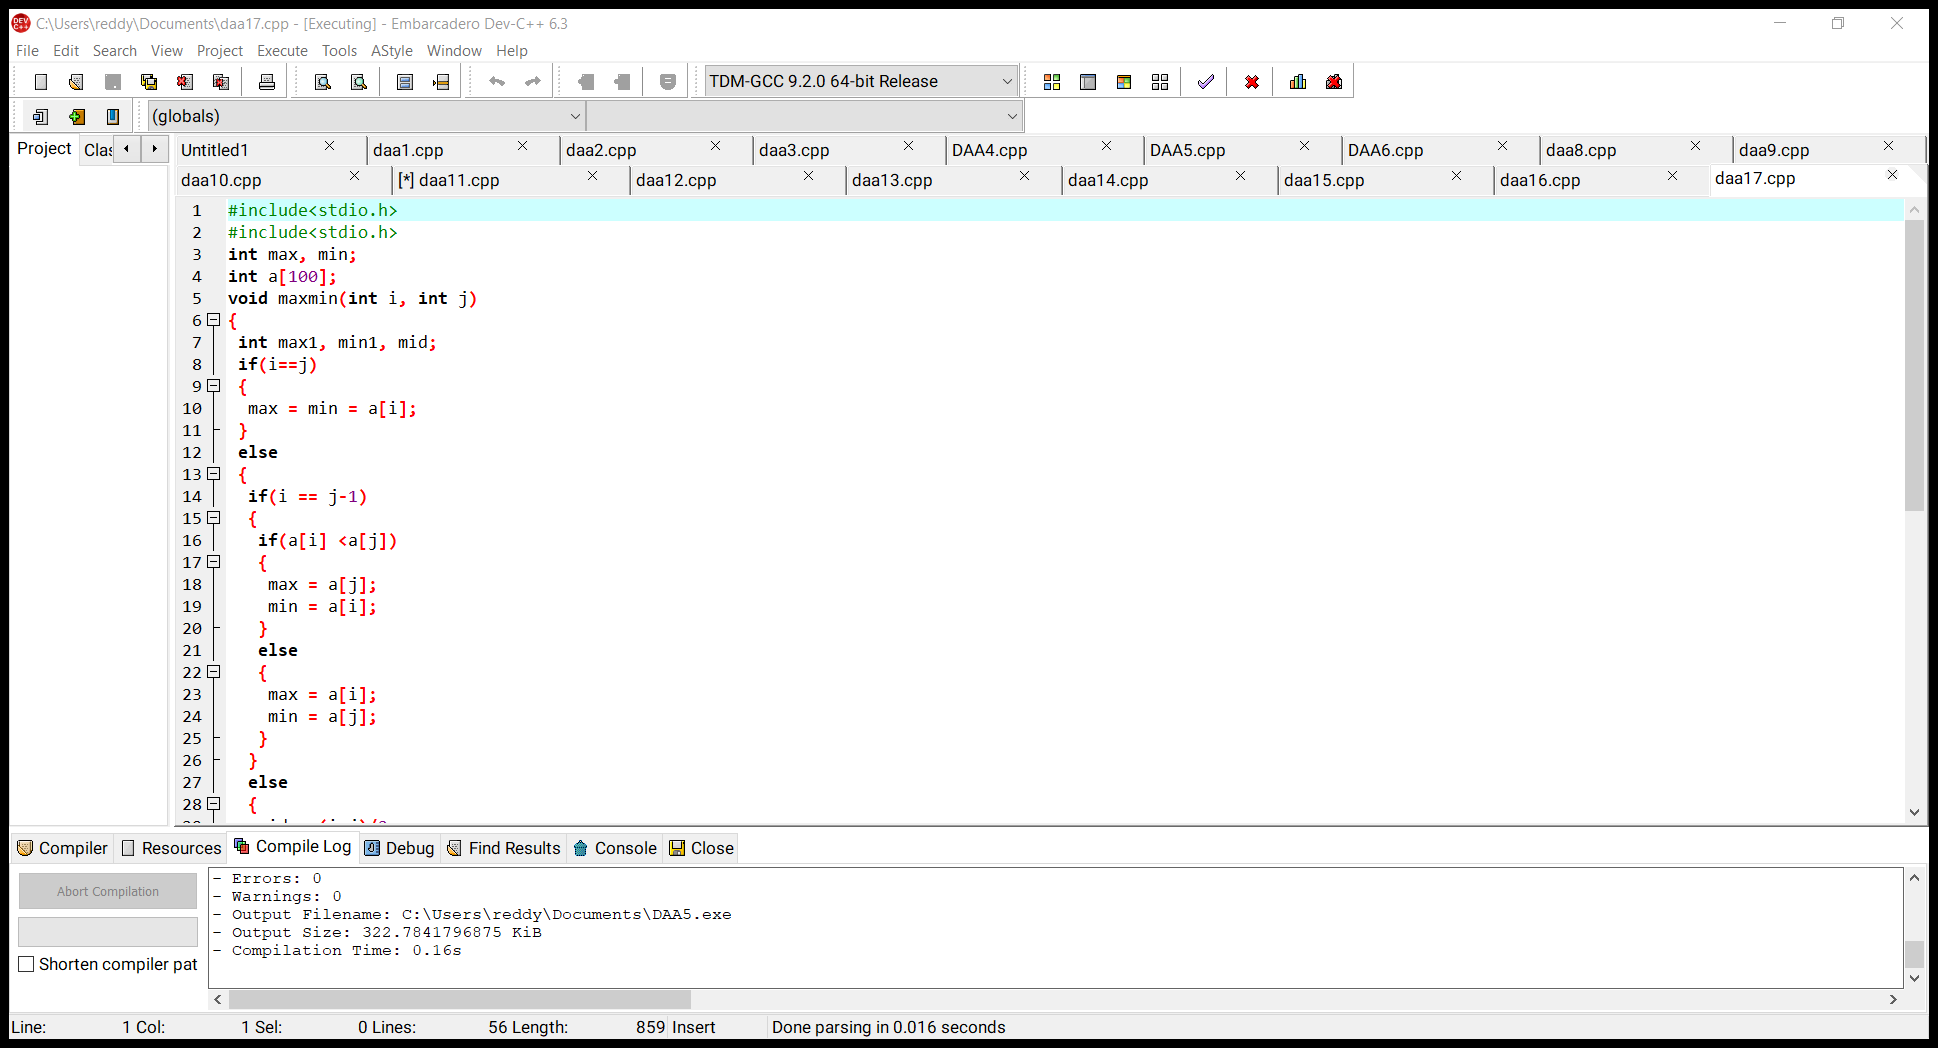 C:\Users\reddy\Documents\daa17.cpp - [Executing] - Embarcadero Dev-C++ 6.3
File Edit Search View Project Execute Tools AStyle Window Help
TDM-GCC 9.2.0 64-bit Release
(globals)
Project Clas
Untitled1 daa1.cpp daa2.cpp daa3.cpp DAA4.cpp DAA5.cpp DAA6.cpp daa8.cpp daa9.cpp
daa10.cpp [*] daa11.cpp daa12.cpp daa13.cpp daa14.cpp daa15.cpp daa16.cpp daa17.cpp
1 #include<stdio.h>
2 #include<stdio.h>
3 int max, min;
4 int a[100];
5 void maxmin(int i, int j)
6 {
7 int max1, min1, mid;
8 if(i==j)
9 {
10 max = min = a[i];
11 }
12 else
13 {
14 if(i == j-1)
15 {
16 if(a[i] <a[j])
17 {
18 max = a[j];
19 min = a[i];
20 }
21 else
22 {
23 max = a[i];
24 min = a[j];
25 }
26 }
27 else
28 {
Compiler Resources Compile Log Debug Find Results Console Close
Abort Compilation
Shorten compiler pat
- Errors: 0
- Warnings: 0
- Output Filename: C:\Users\reddy\Documents\DAA5.exe
- Output Size: 322.7841796875 KiB
- Compilation Time: 0.16s
Line: 1 Col: 1 Sel: 0 Lines: 56 Length: 859 Insert Done parsing in 0.016 seconds